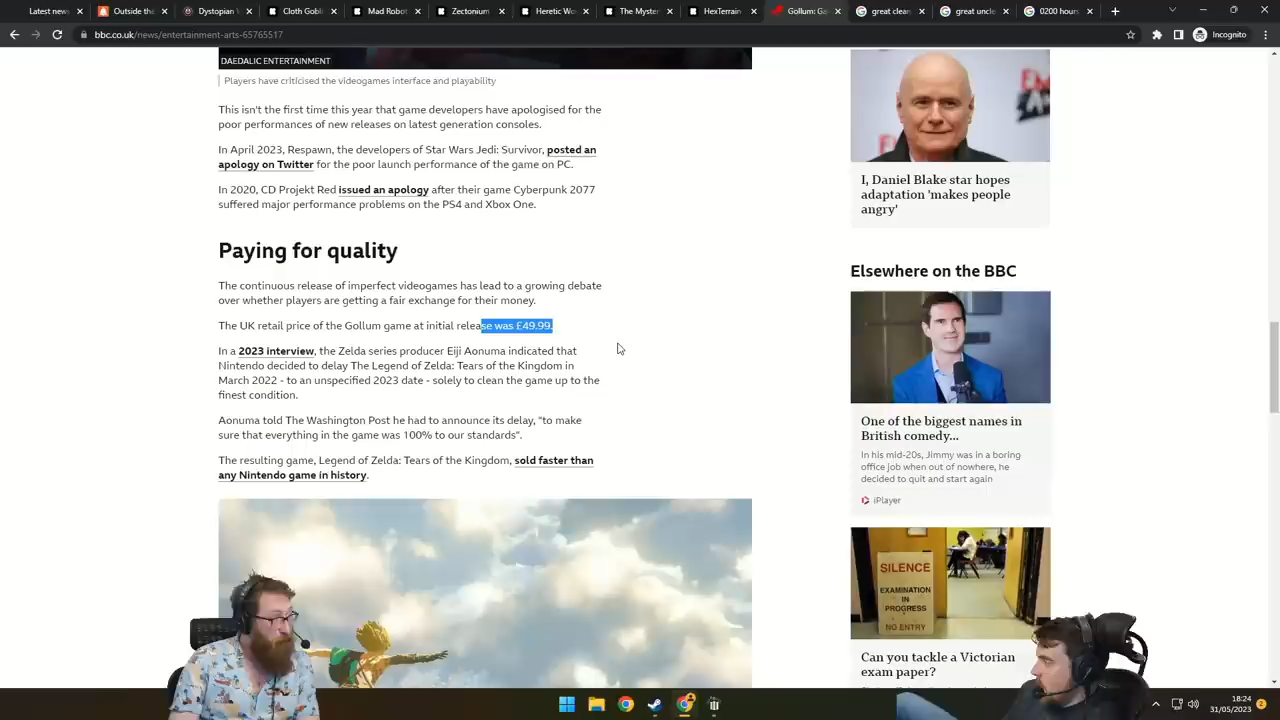 Latest new
Outlook
Cloth Bobl
Test Bot
Heretic Wo
The Myster
HexTerrain
Gollum: Ga
G
0200 hours
Incognito
bbc.co.uk/news/entertainment-arts-65765517
DAEDALIC ENTERTAINMENT
Players have criticised the videogames interface and playability
This isn't the first time this year that game developers have apologised for the
poor performances of new releases on latest generation consoles.
In April 2023, Respawn, the developers of Star Wars Jedi: Survivor, posted an
apology on Twitter for the poor launch performance of the game on PC.
In 2020, CD Projekt Red issued an apology after their game Cyberpunk 2077
suffered major performance problems on the PS4 and Xbox One.
Paying for quality
The continuous release of imperfect videogames has lead to a growing debate
over whether players are getting a fair exchange for their money.
The UK retail price of the Gollum game at initial release was £49.99.
In a 2023 interview, the Zelda series producer Eiji Aonuma indicated that
Nintendo decided to delay The Legend of Zelda: Tears of the Kingdom in
March 2022 - to an unspecified 2023 date - solely to clean the game up to the
finest condition.
Aonuma told The Washington Post he had to announce its delay, "to make
sure that everything in the game was 100% to our standards".
The resulting game, Legend of Zelda: Tears of the Kingdom, sold faster than
any Nintendo game in history.
I, Daniel Blake star hopes
adaptation 'makes people
angry'
Elsewhere on the BBC
One of the biggest names in
British comedy...
In his mid-20s, Jimmy was in a boring
office job when out of nowhere, he
decided to quit and start again
iPlayer
SILENCE
EXAMINATION
IN
PROGRESS
NO ENTRY
Can you tackle a Victorian
exam paper?
18:24
31/05/2023
2